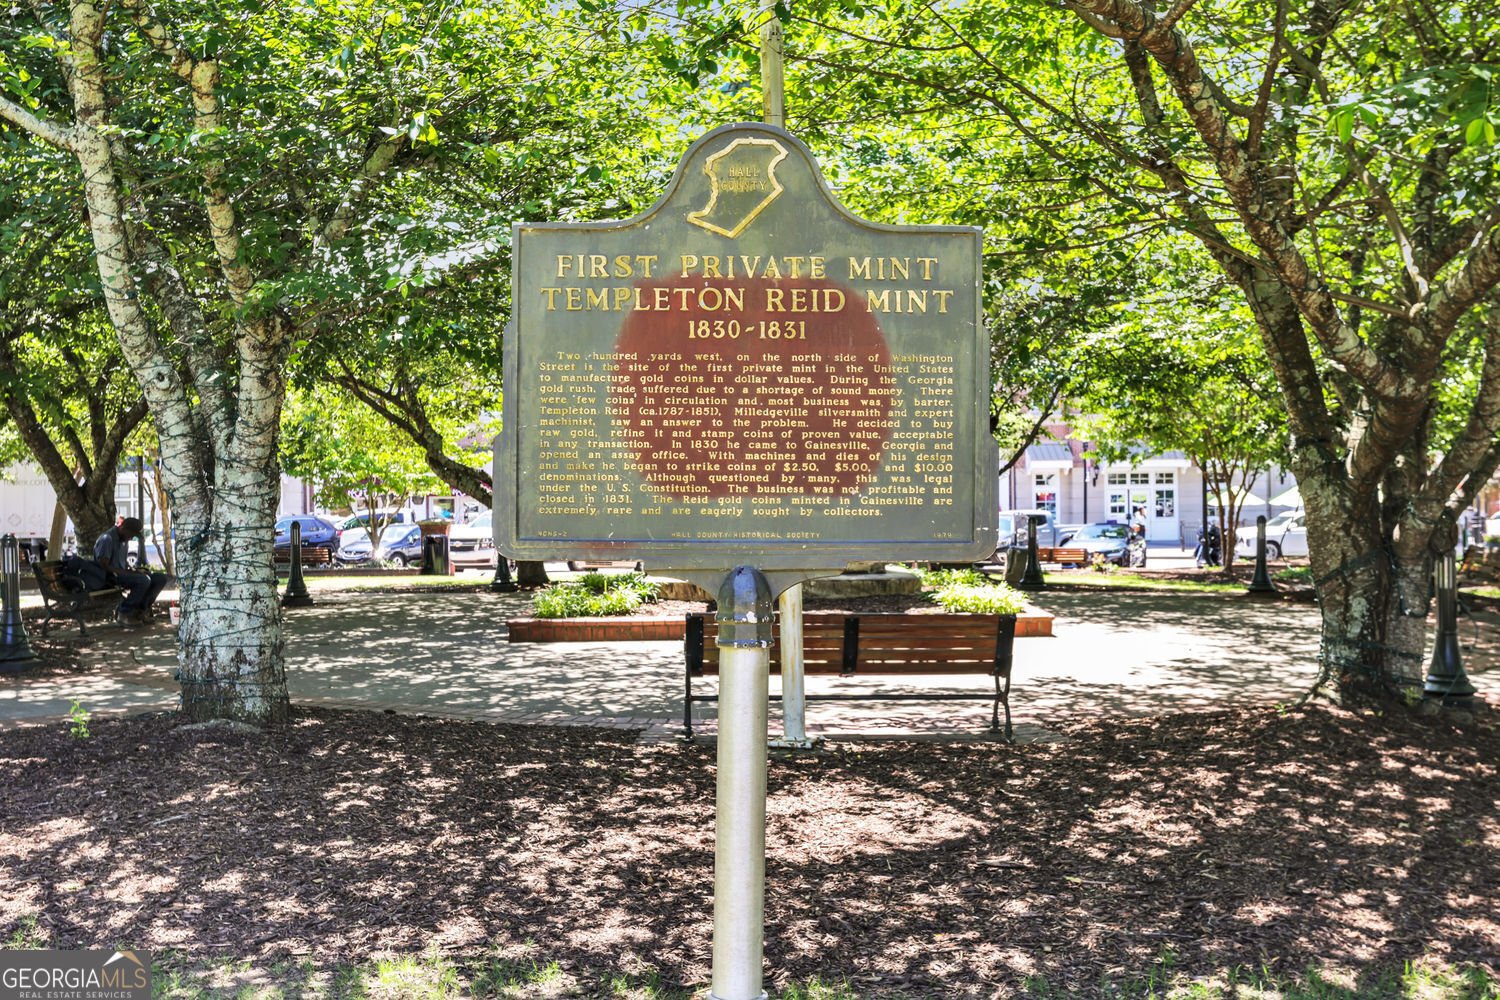 HALL
COUNTY
FIRST PRIVATE MINT
TEMPLETON REID MINT
1830-1831
Two hundred yards west, on the north side of Washington
Street is the site of the first private mint in the United States
to manufacture gold coins in dollar values. During the Georgia
gold rush, trade suffered due to a shortage of sound money. There
were few coins in circulation and most business was by barter.
Templeton Reid (ca.1787-1851), Milledgeville silversmith and expert
machinist, saw an answer to the problem. He decided to buy
raw gold, refine it and stamp coins of proven value, acceptable
in any transaction. In 1830 he came to Gainesville, Georgia and
opened an assay office. With machines and dies of his design
and make he began to strike coins of $2.50, $5.00, and $10.00
denominations. Although questioned by many, this was legal
under the U.S. Constitution. The business was not profitable and
closed in 1831. The Reid gold coins minted in Gainesville are
extremely rare and are eagerly sought by collectors.
HCHS-2 HALL COUNTY HISTORICAL SOCIETY 1979
GEORGIAMLS
REAL ESTATE SERVICES